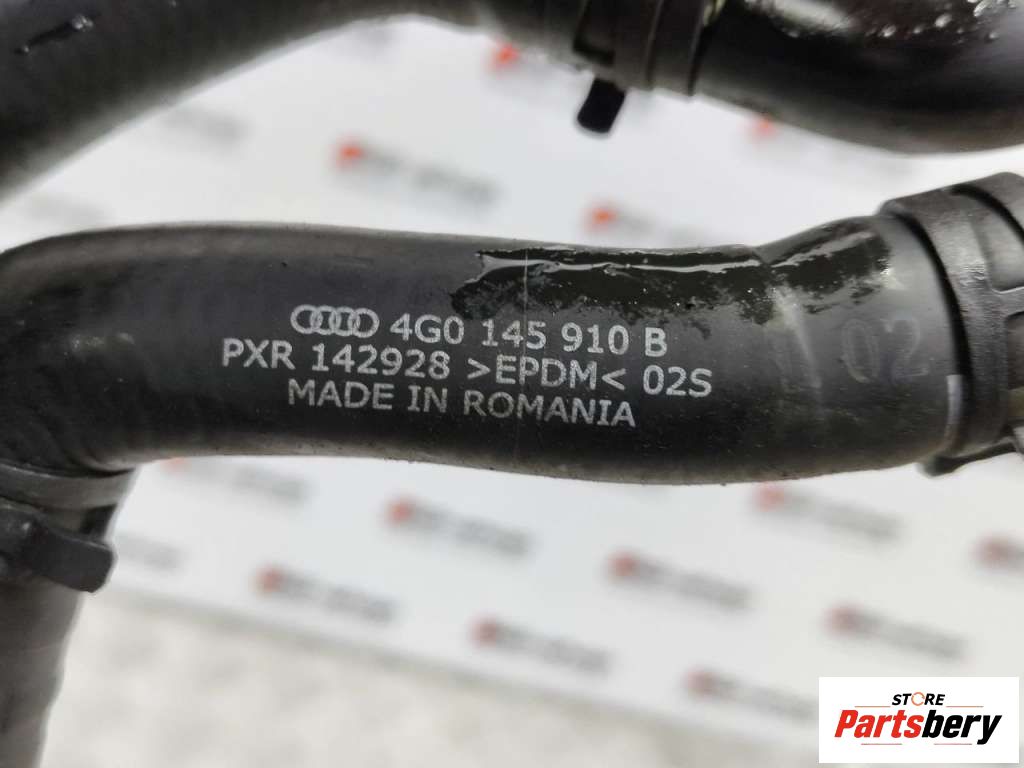 4G0 145 910 B
PXR 142928 >EPDM< 02S
MADE IN ROMANIA
02
STORE
Partsbery